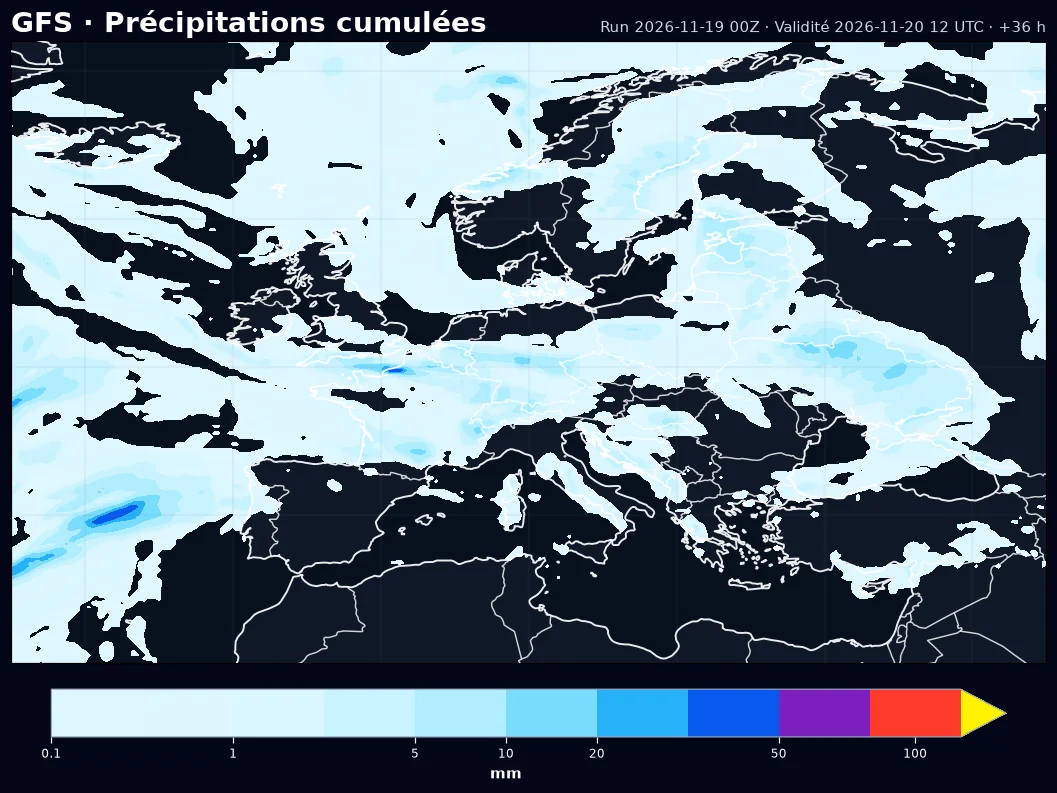 GFS · Précipitations cumulées
Run 2026-11-19 00Z · Validité 2026-11-20 12 UTC · +36 h
0.1 1 5 10 20 50 100
mm